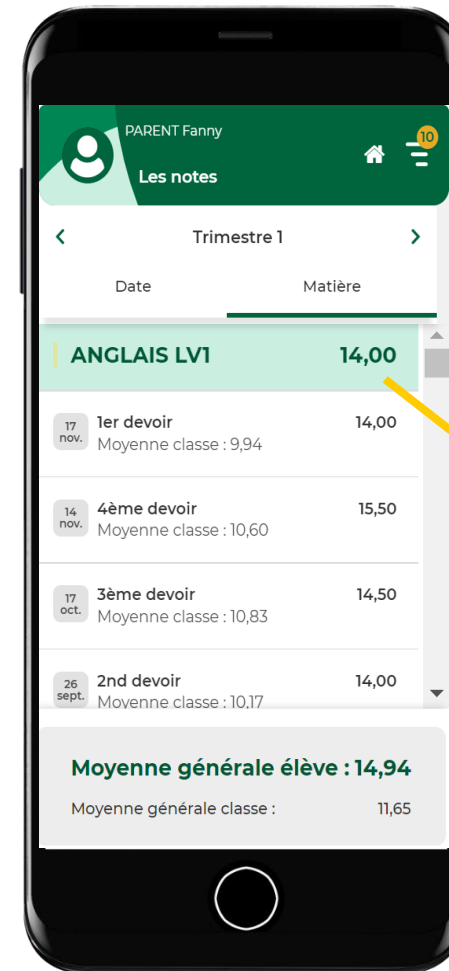 PARENT Fanny
10
Les notes
Trimestre 1
Date Matière
ANGLAIS LV1 14,00
17 nov. 1er devoir 14,00
Moyenne classe : 9,94
14 nov. 4ème devoir 15,50
Moyenne classe : 10,60
17 oct. 3ème devoir 14,50
Moyenne classe : 10,83
26 sept. 2nd devoir 14,00
Moyenne classe : 10,17
Moyenne générale élève : 14,94
Moyenne générale classe : 11,65